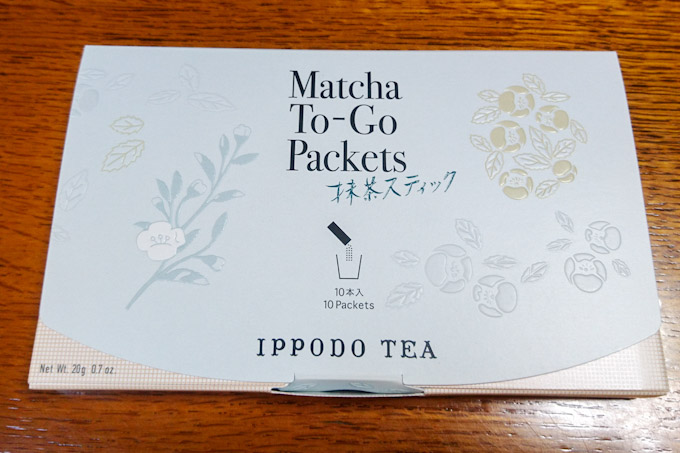 Matcha
To-Go
Packets
抹茶スティック
10本入
10 Packets
IPPODO TEA
Net Wt. 20g 0.7 oz.